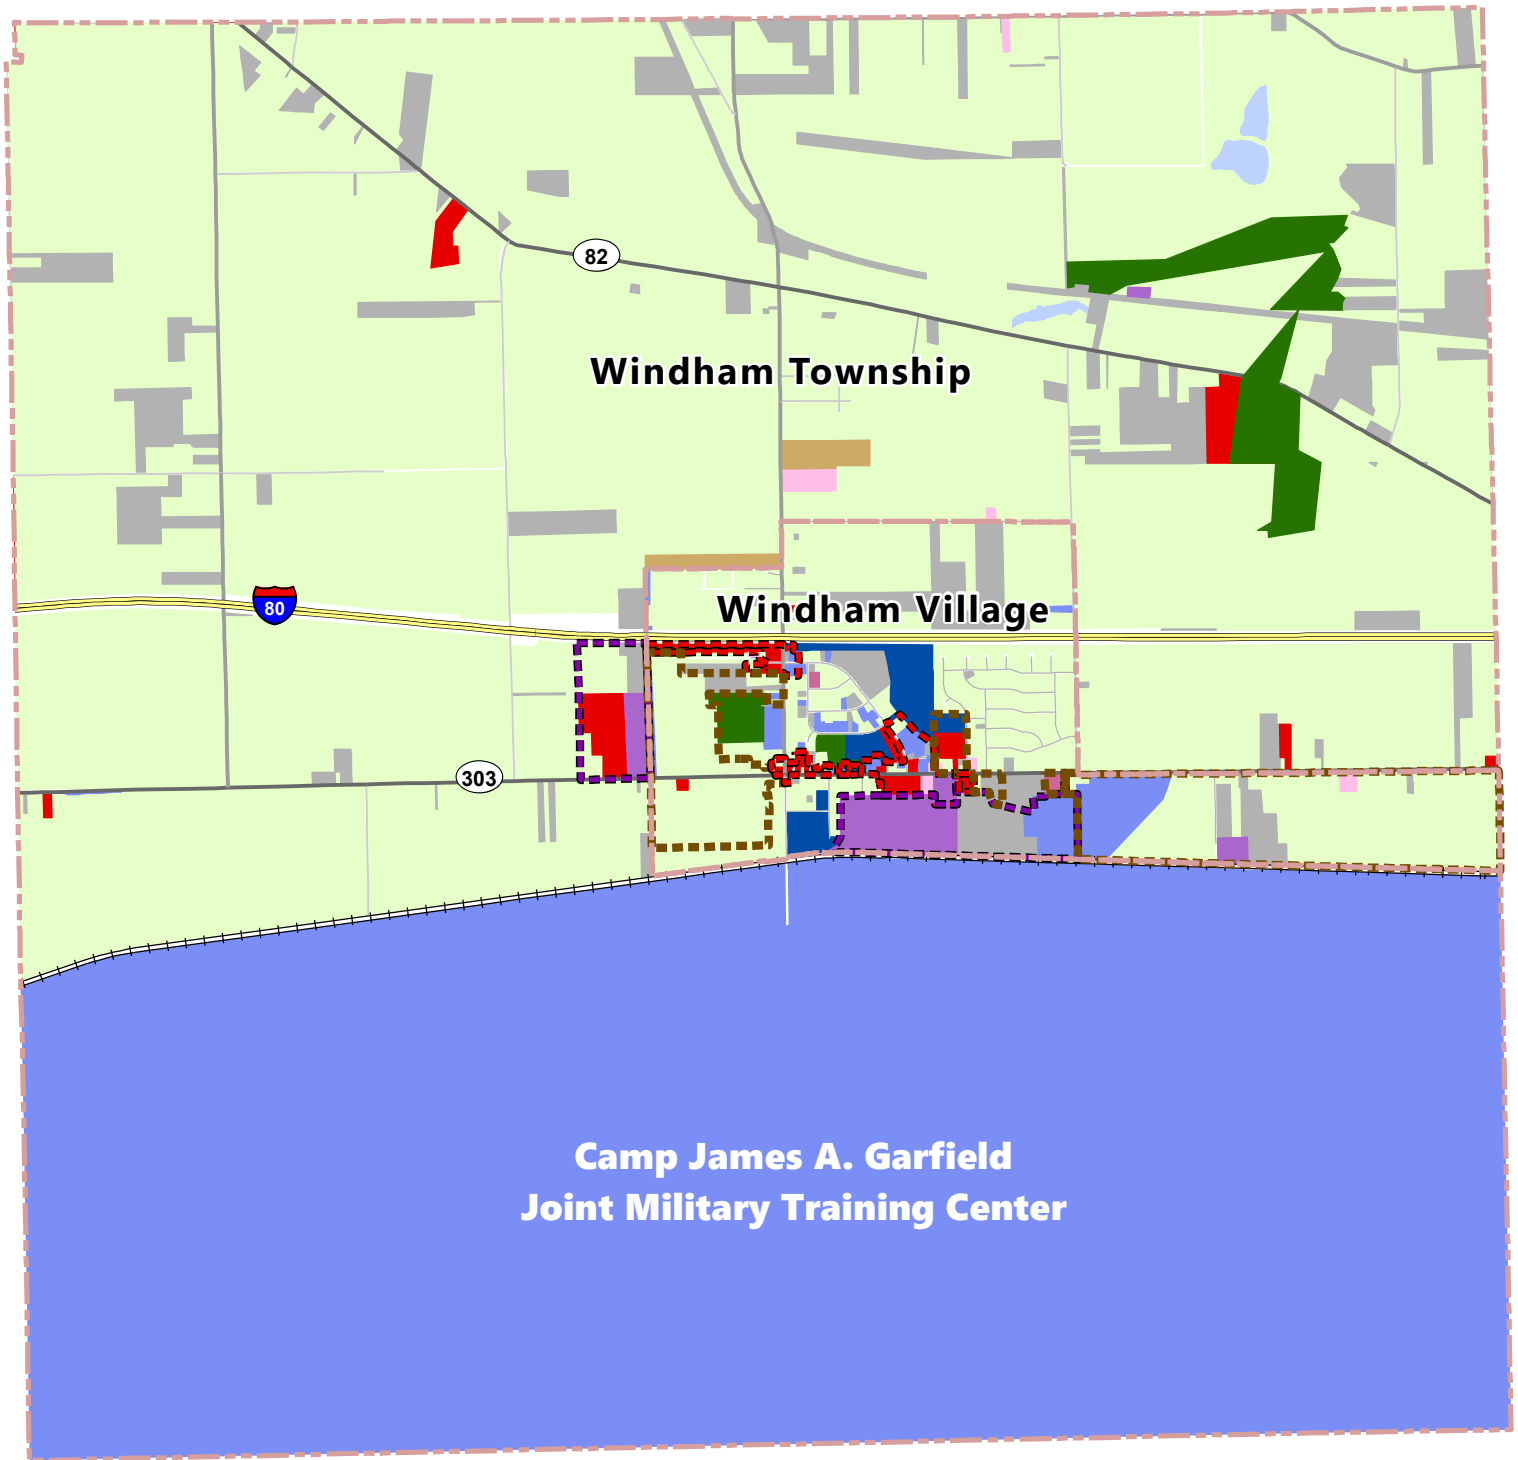 82
Windham Township
80
Windham Village
303
Camp James A. Garfield
Joint Military Training Center